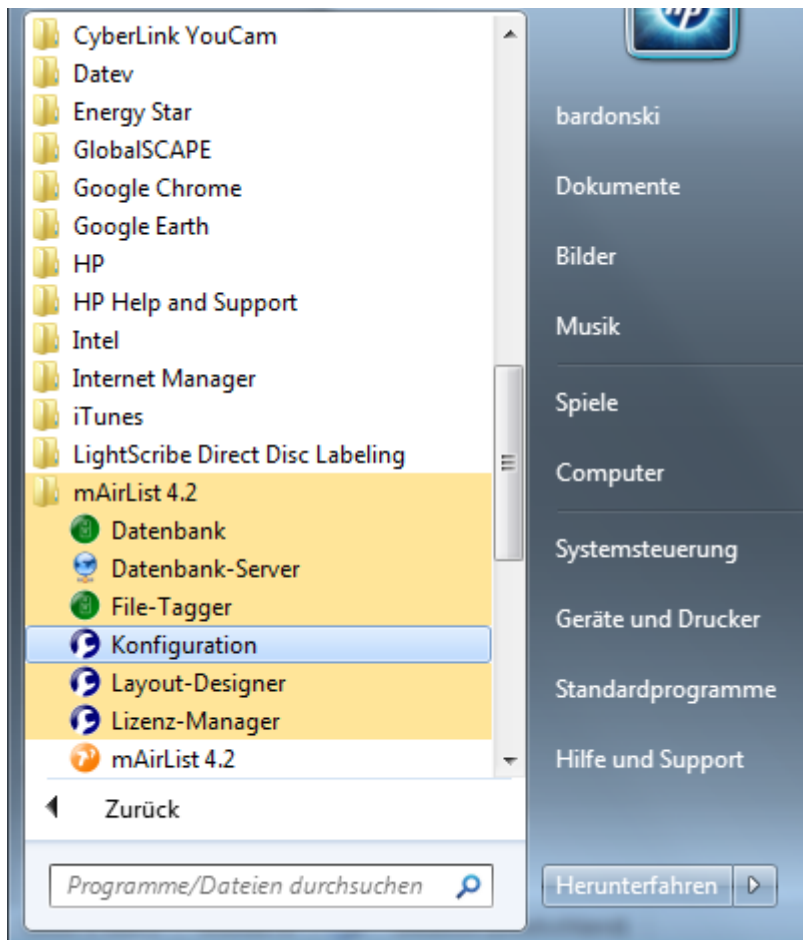 CyberLink YouCam
Datev
Energy Star
GlobalSCAPE
Google Chrome
Google Earth
HP
HP Help and Support
Intel
Internet Manager
iTunes
LightScribe Direct Disc Labeling
mAirList 4.2
Datenbank
Datenbank-Server
File-Tagger
Konfiguration
Layout-Designer
Lizenz-Manager
mAirList 4.2
Zurück
Programme/Dateien durchsuchen
bardonski
Dokumente
Bilder
Musik
Spiele
Computer
Systemsteuerung
Geräte und Drucker
Standardprogramme
Hilfe und Support
Herunterfahren